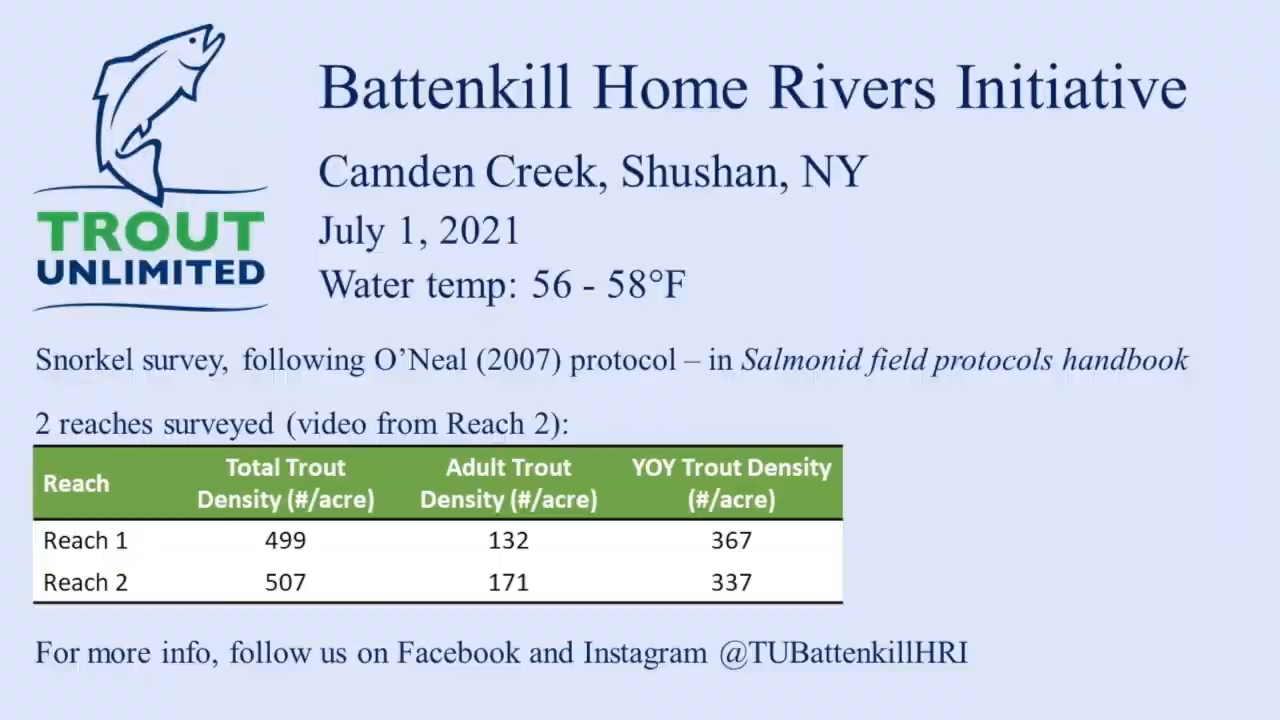 TROUT
UNLIMITED
Battenkill Home Rivers Initiative
Camden Creek, Shushan, NY
July 1, 2021
Water temp: 56 - 58°F
Snorkel survey, following O’Neal (2007) protocol – in Salmonid field protocols handbook
2 reaches surveyed (video from Reach 2):
Reach Total Trout Density (#/acre) Adult Trout Density (#/acre) YOY Trout Density (#/acre)
Reach 1 499 132 367
Reach 2 507 171 337
For more info, follow us on Facebook and Instagram @TUBattenkillHRI